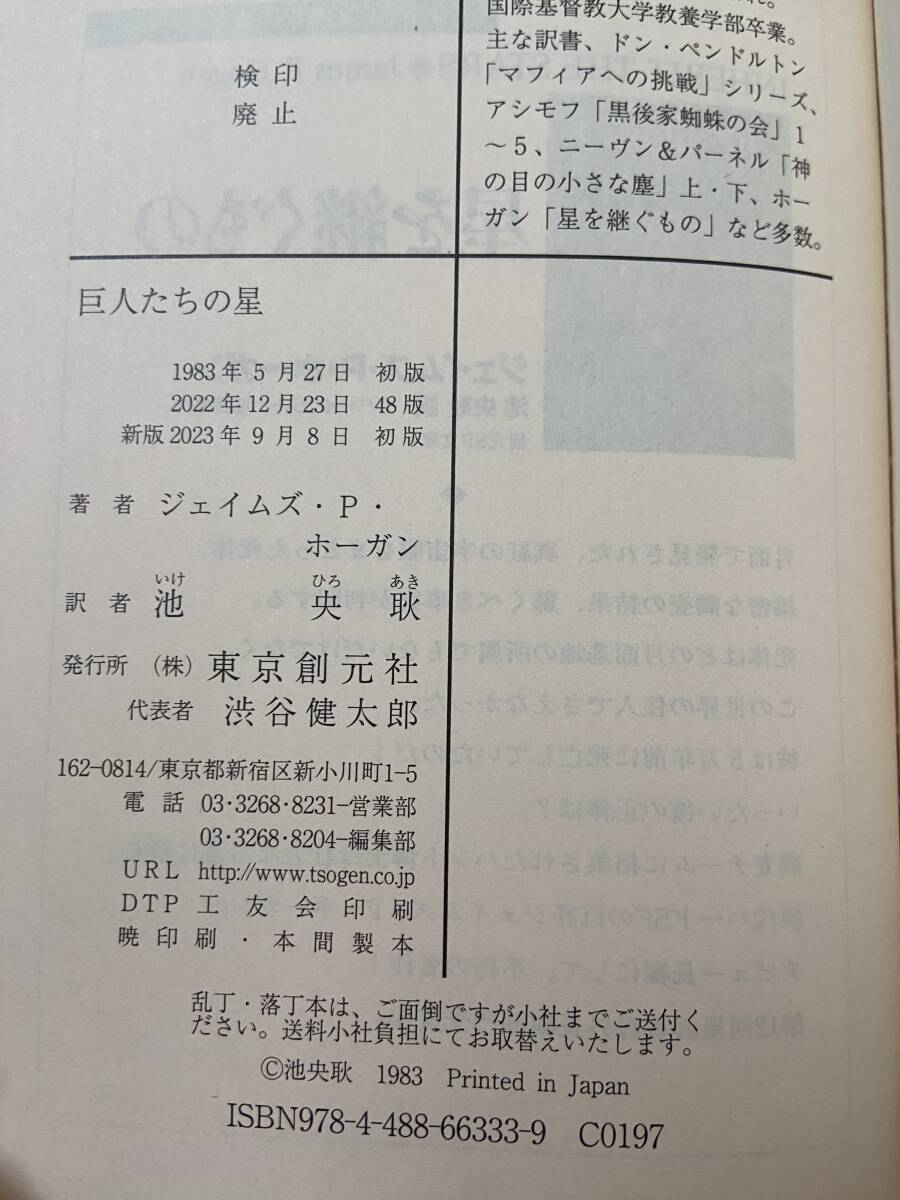 国際基督教大学教養学部卒業。
主な訳書、ドン・ペンドルトン
「マフィアへの挑戦」シリーズ、
アシモフ「黒後家蜘蛛の会」1
〜5、ニーヴン＆パーネル「神
の目の小さな塵」上・下、ホー
ガン「星を継ぐもの」など多数。
検印
廃止
巨人たちの星
1983年5月27日 初版
2022年12月23日 48版
新版2023年9月8日 初版
著者 ジェイムズ・P・
ホーガン
いけ ひろ あき
訳者 池 央 耿
発行所 (株) 東京創元社
代表者 渋谷健太郎
162-0814/東京都新宿区新小川町1-5
電話 03・3268・8231-営業部
03・3268・8204-編集部
URL http://www.tsogen.co.jp
DTP 工友会印刷
暁印刷・本間製本
乱丁・落丁本は、ご面倒ですが小社までご送付く
ださい。送料小社負担にてお取替えいたします。
©池央耿 1983 Printed in Japan
ISBN978-4-488-66333-9 C0197